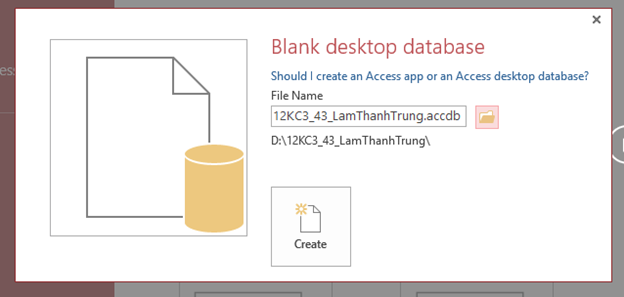 Blank desktop database
Should I create an Access app or an Access desktop database?
File Name
12KC3_43_LamThanhTrung.accdb
D:\12KC3_43_LamThanhTrung\
Create